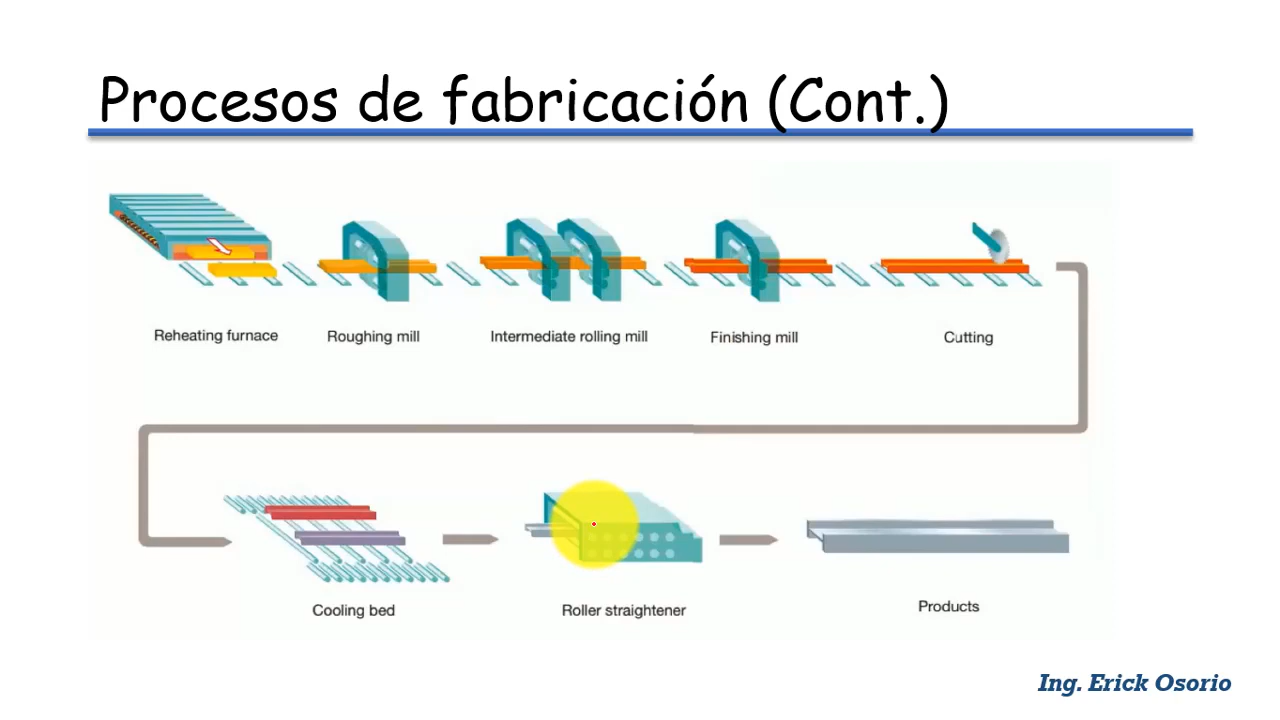 Procesos de fabricación (Cont.)
Reheating furnace
Roughing mill
Intermediate rolling mill
Finishing mill
Cutting
Cooling bed
Roller straightener
Products
Ing. Erick Osorio